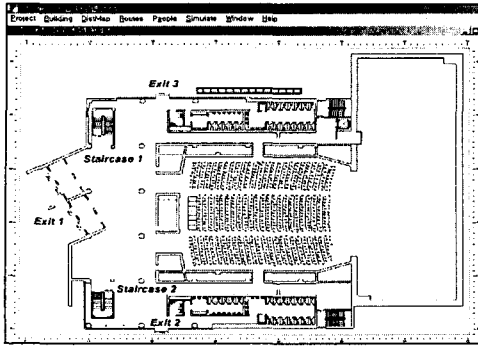 Project Building DistMap Routes People Simulate Window Help
Exit 3
Staircase 1
Exit 1
Staircase 2
Exit 2